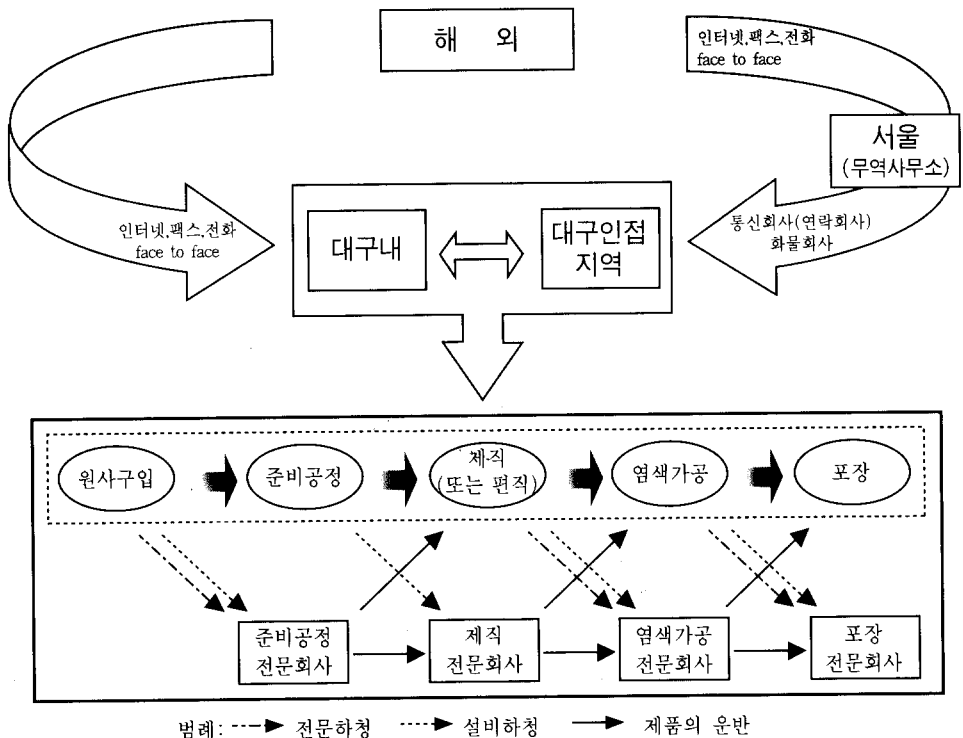 해 외
인터넷,팩스,전화
face to face
서울
(무역사무소)
인터넷,팩스,전화
face to face
대구내
대구인접
지역
통신회사(연락회사)
화물회사
원사구입
준비공정
제직
(또는 편직)
염색가공
포장
준비공정
전문회사
제직
전문회사
염색가공
전문회사
포장
전문회사
범례: 전문하청 설비하청 제품의 운반